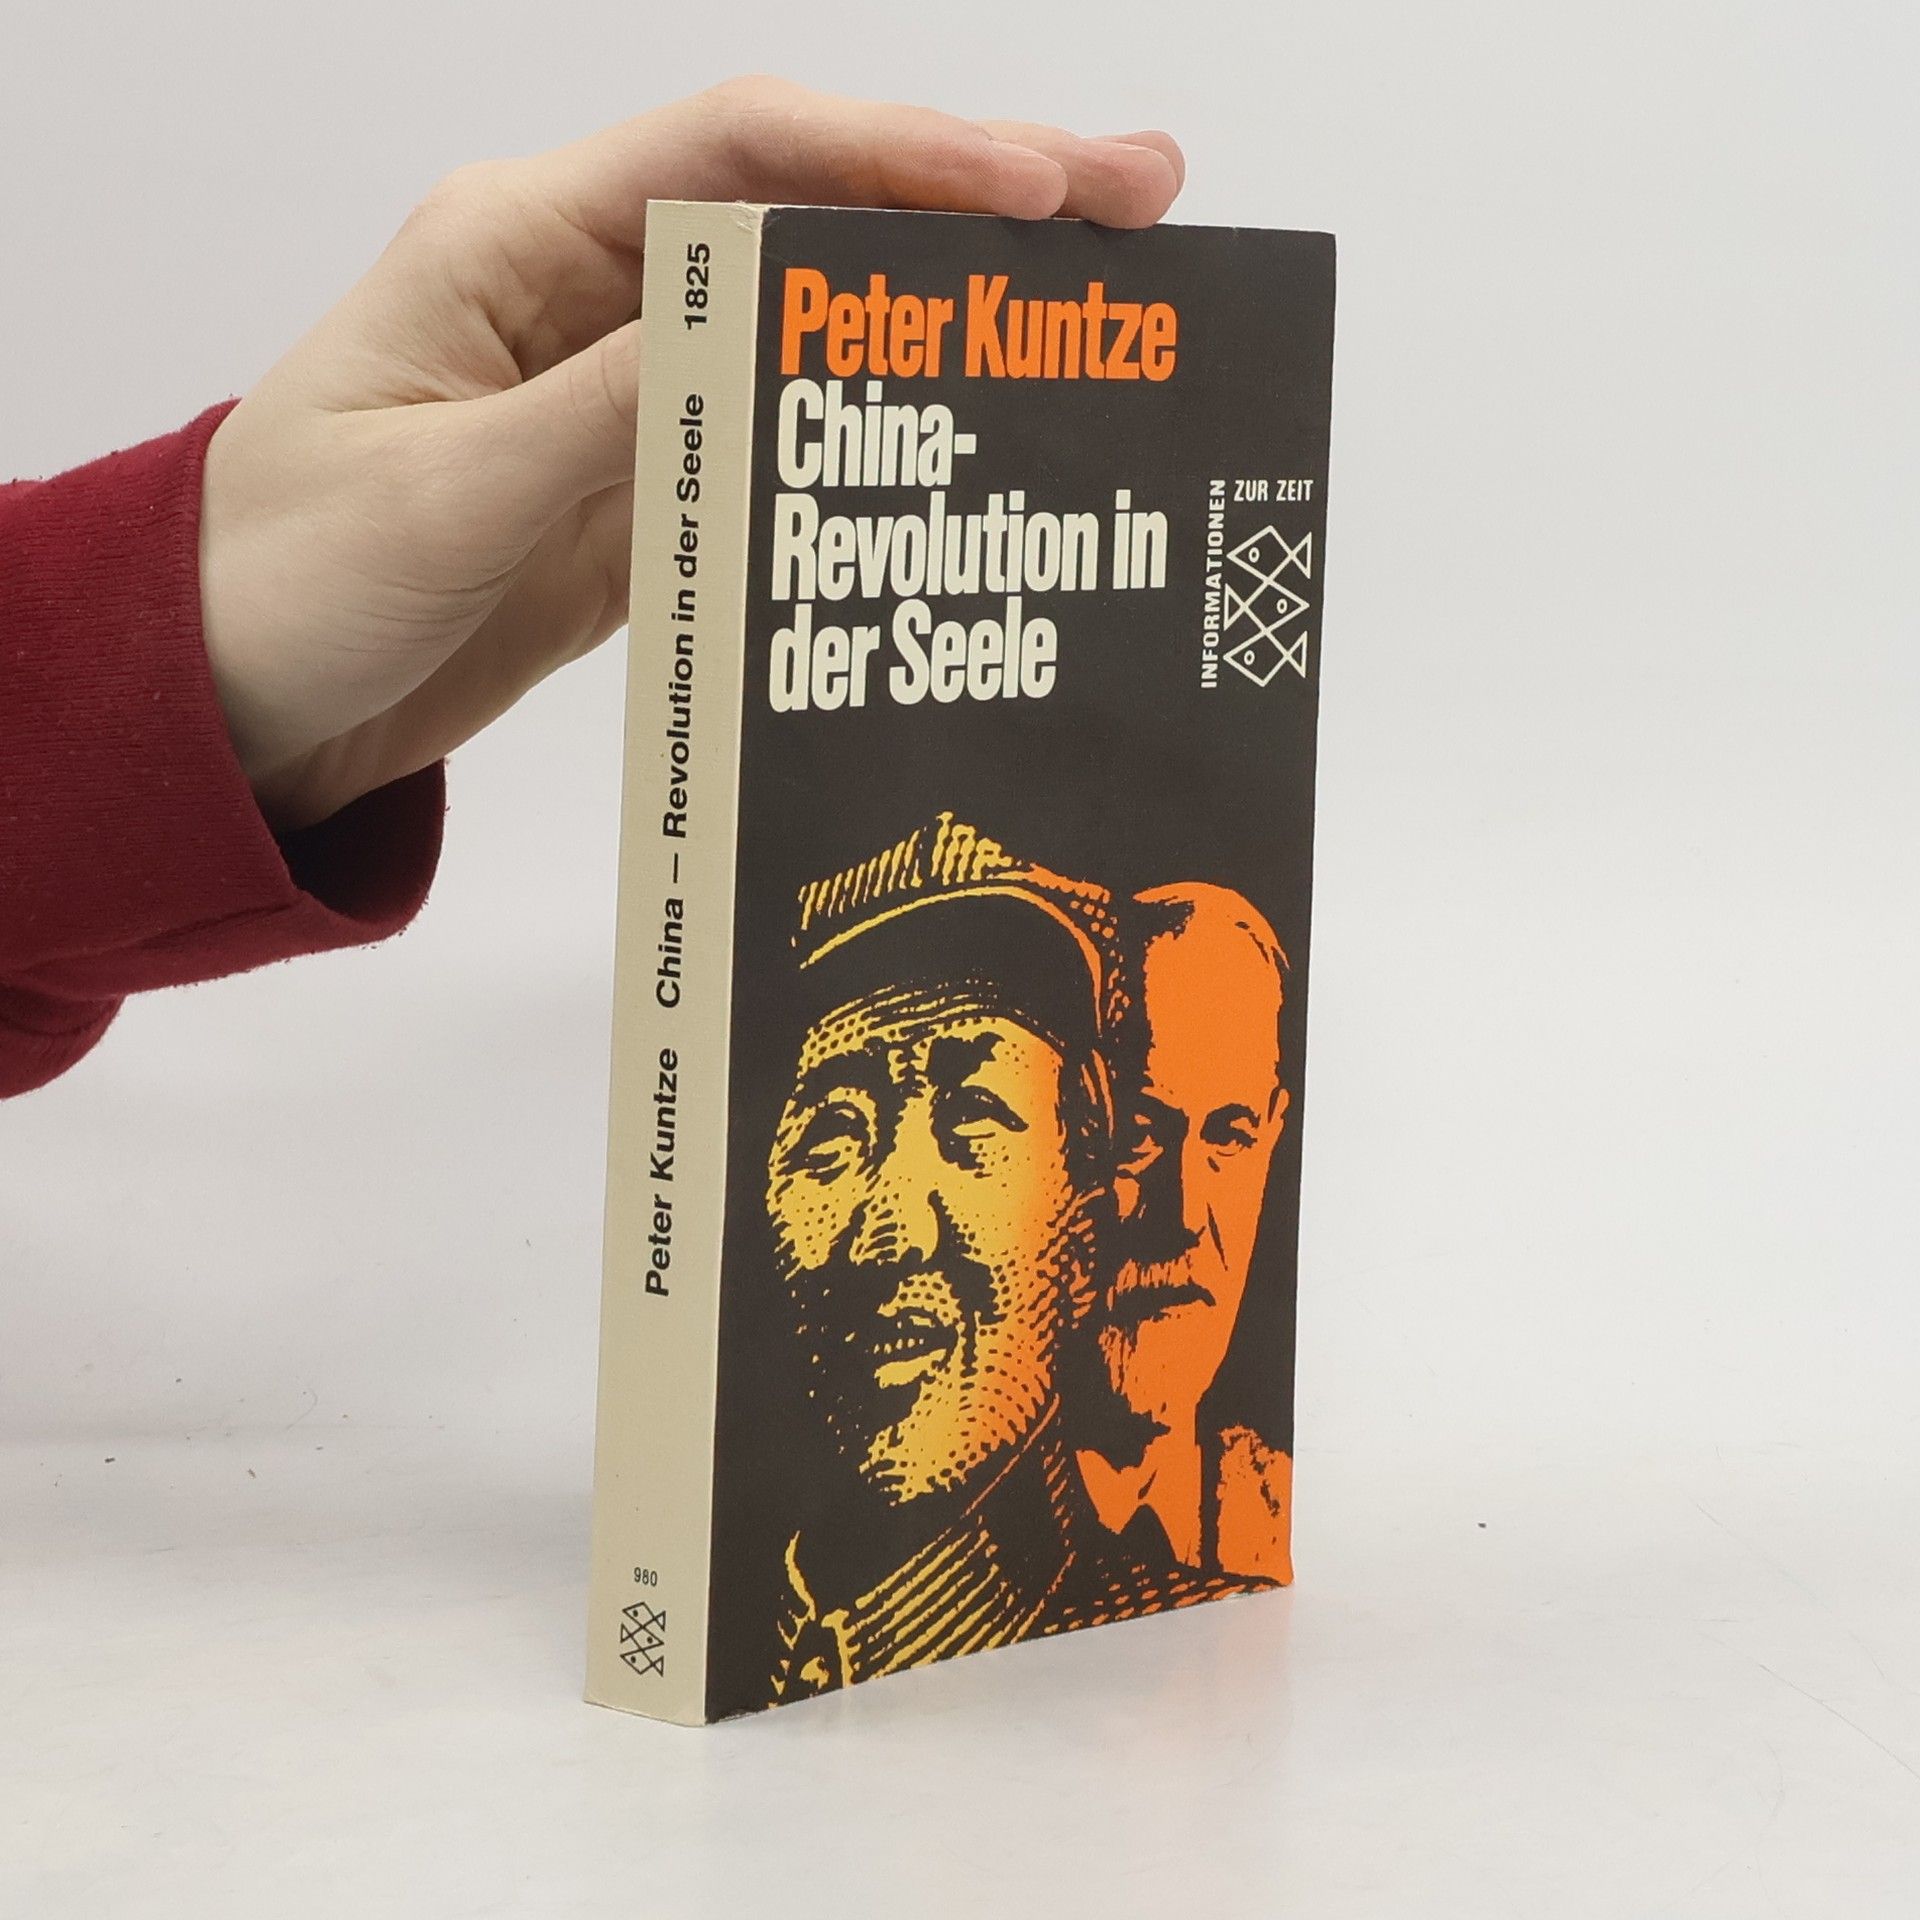 Peter Kuntze
China-
Revolution in
der Seele
INFORMATIONEN
ZUR ZEIT
Peter Kuntze China – Revolution in der Seele 1825
980